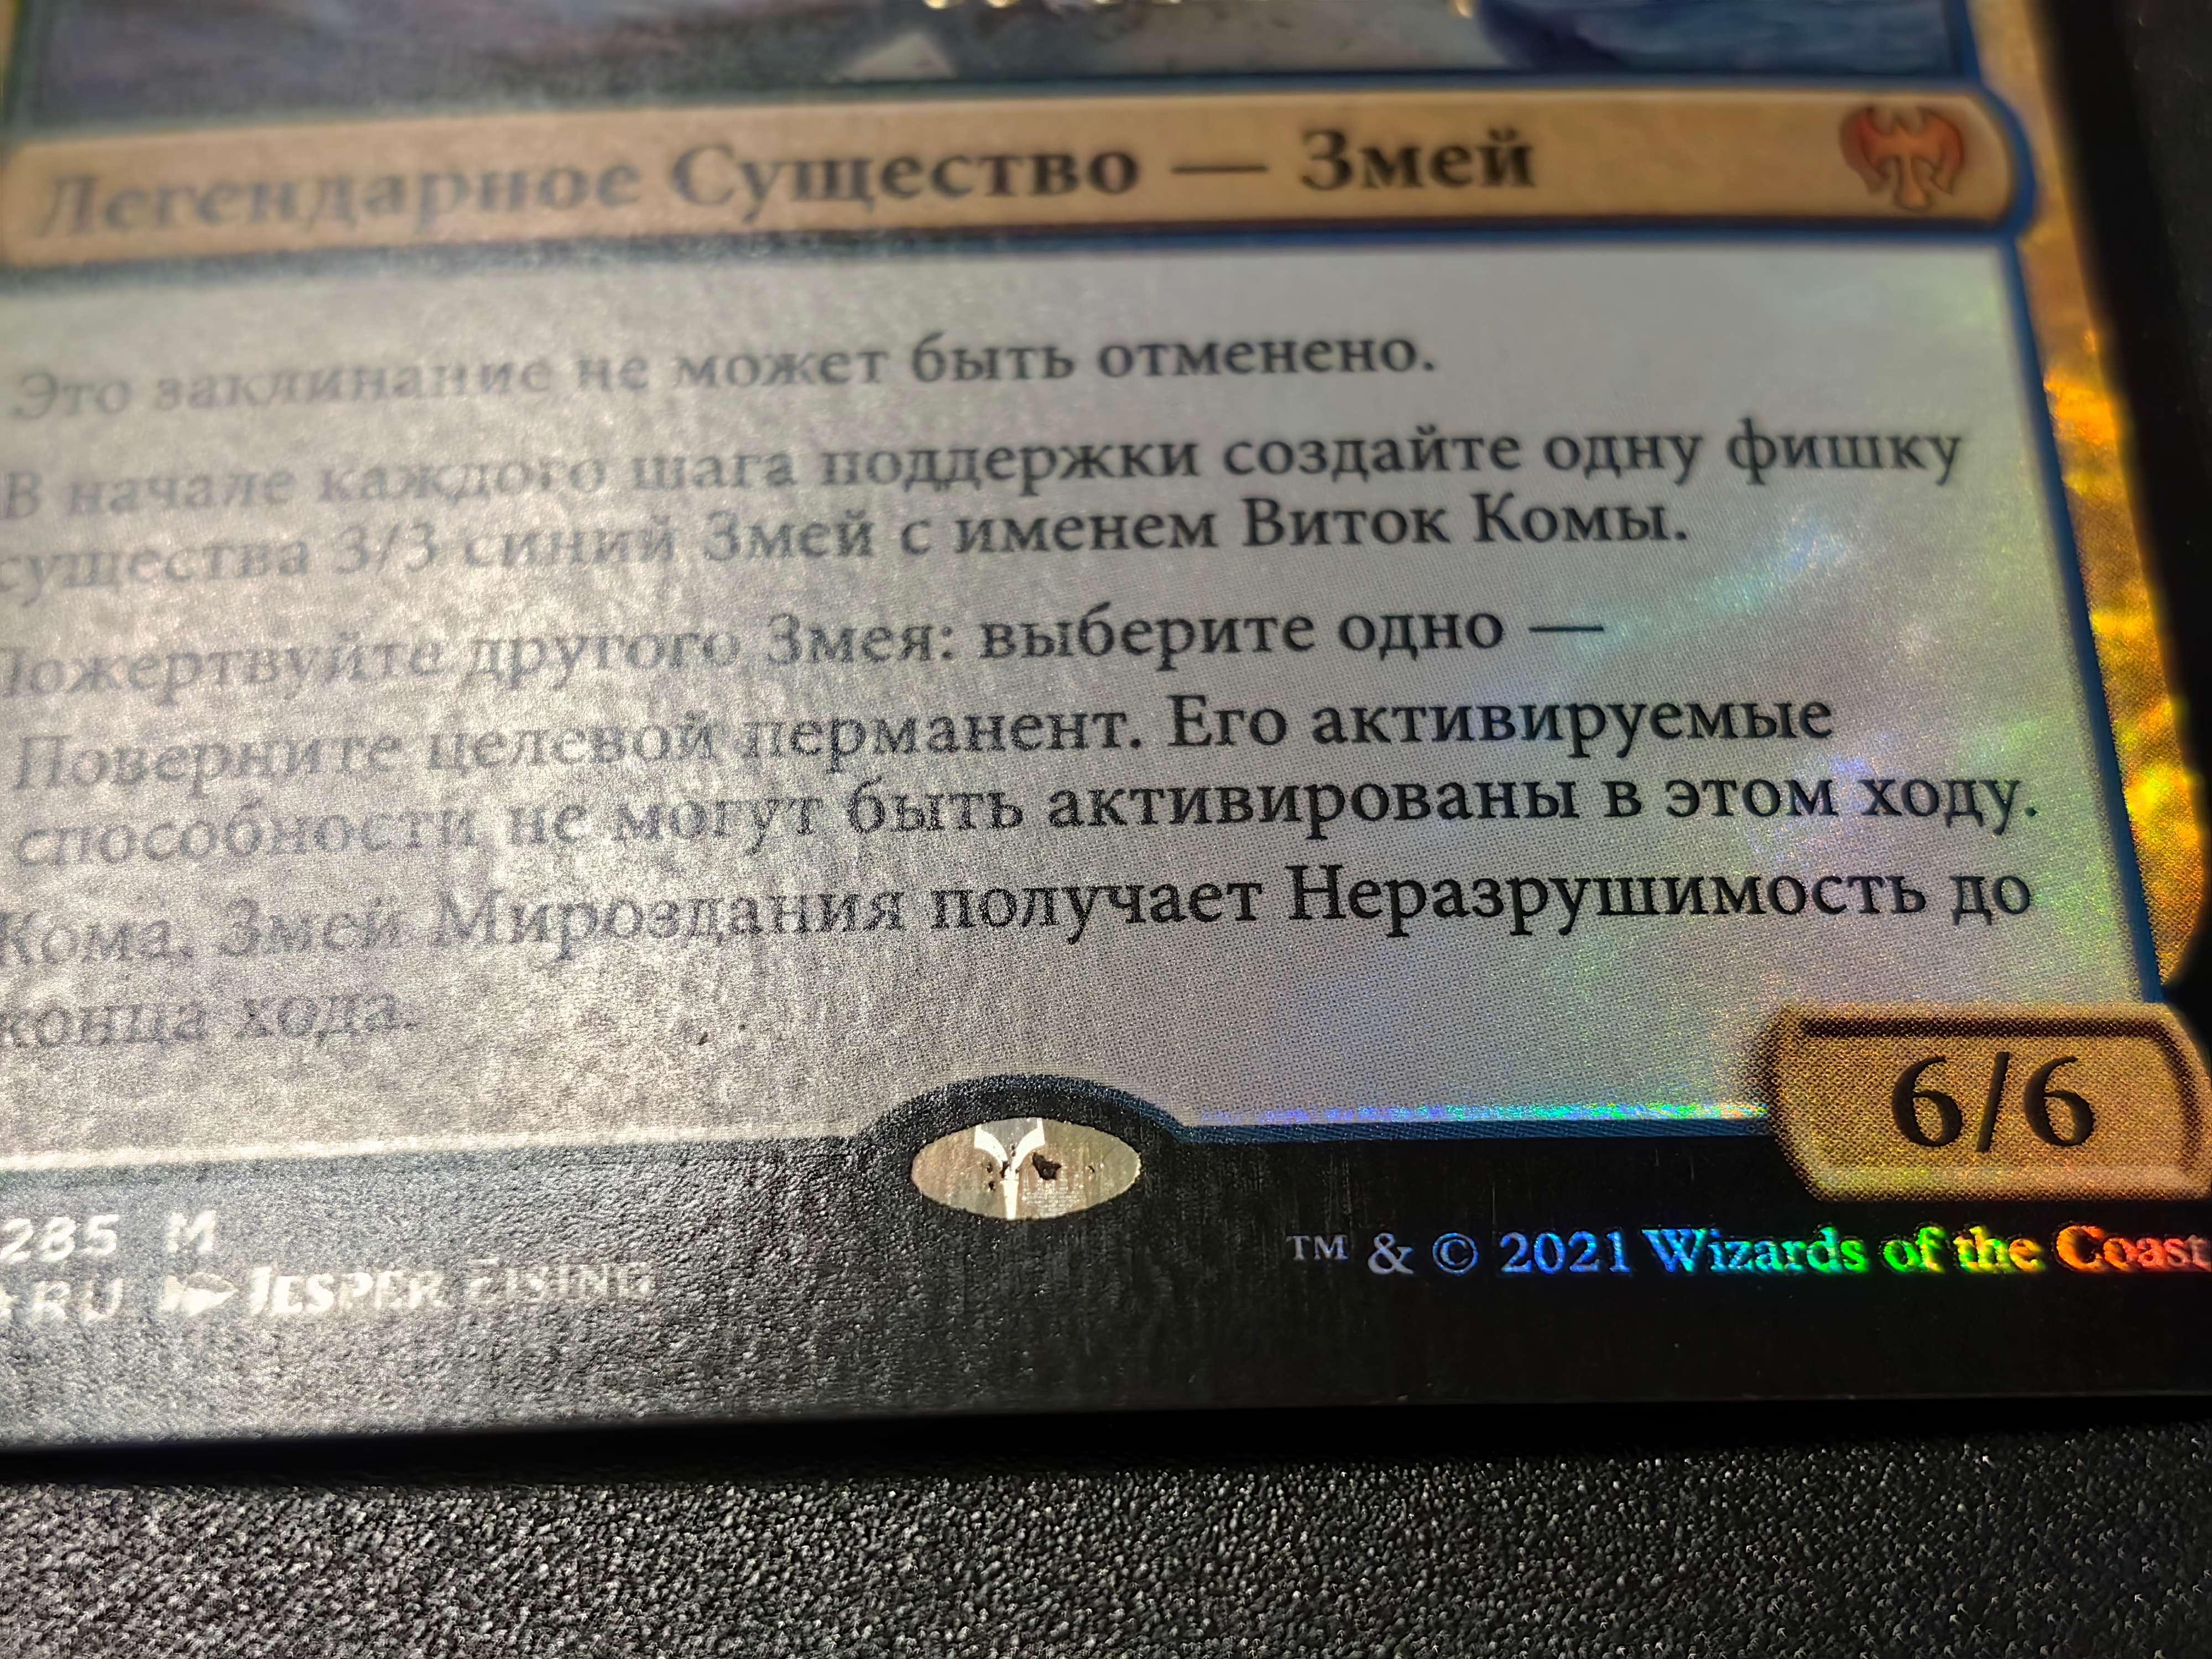 Легендарное Существо — Змей
Это заклинание не может быть отменено.
В начале каждого шага поддержки создайте одну фишку
существа 3/3 синий Змей с именем Виток Комы.
Пожертвуйте другого Змея: выберите одно —
Поверните целевой перманент. Его активируемые
способности не могут быть активированы в этом ходу.
Кома, Змей Мироздания получает Неразрушимость до
конца хода.
6/6
285 M
RU JESPER EJSING
™ & © 2021 Wizards of the Coast